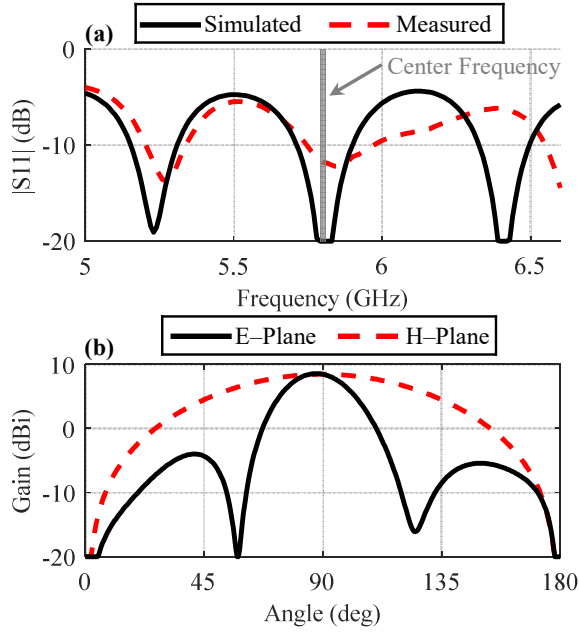 (a)
Simulated Measured
0
-10
-20
|S11| (dB)
Center Frequency
5 5.5 6 6.5
Frequency (GHz)
(b)
E–Plane H–Plane
10
0
-10
-20
Gain (dBi)
0 45 90 135 180
Angle (deg)